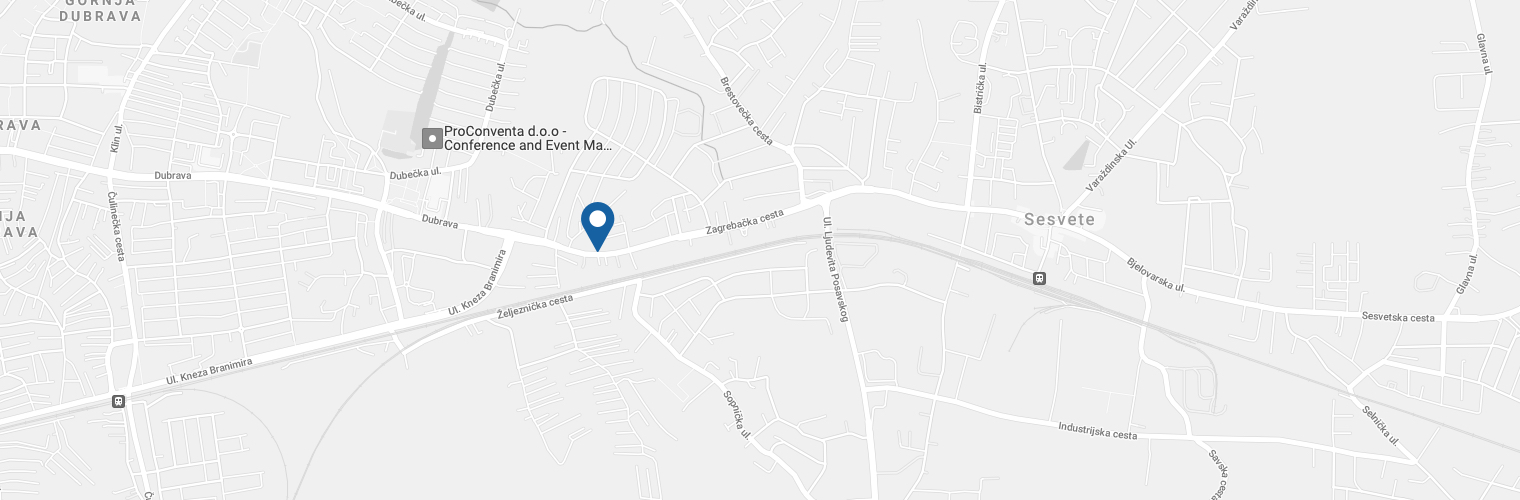 GORNJA
DUBRAVA
Dubečka ul.
Varaždin
Glavna ul.
Dubečka ul.
Bistrička ul.
Brestovečka cesta
RAVA
Klin ul.
ProConventa d.o.o -
Conference and Event Ma…
Varaždinska Ul.
Dubrava
Dubečka ul.
Čulinečka cesta
NJA
AVA
Dubrava
Zagrebačka cesta
Ul. Ljudevita Posavskog
Sesvete
Ul. Kneza Branimira
Željeznička cesta
Bjelovarska ul.
Glavna ul.
Sesvetska cesta
Ul. Kneza Branimira
Sopnička ul.
Industrijska cesta
Selnička ul.
Savska cesta